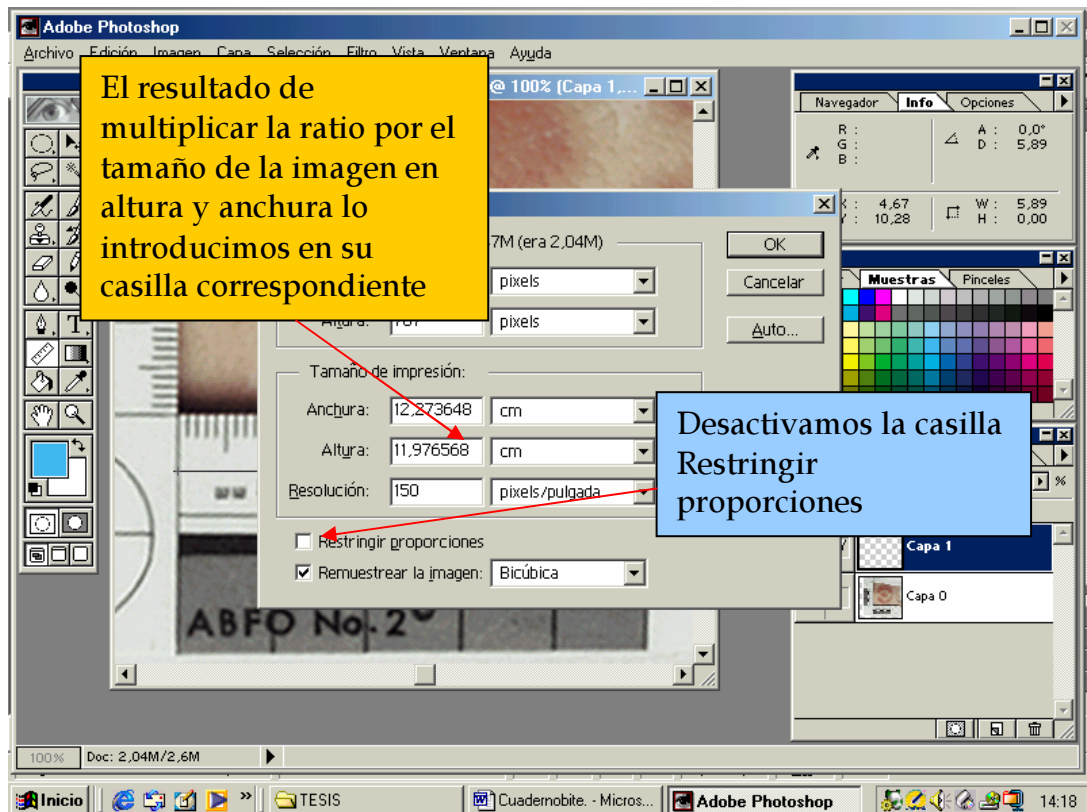 Adobe Photoshop
Archivo Edición Imagen Capa Selección Filtro Vista Ventana Ayuda
El resultado de
multiplicar la ratio por el
tamaño de la imagen en
altura y anchura lo
introducimos en su
casilla correspondiente
@ 100% (Capa 1,...
Navegador Info Opciones
R :
G :
B :
A : 0,0°
D : 5,89
: 4,67
: 10,28
W : 5,89
H : 0,00
7M (era 2,04M)
pixels
Altura: 787 pixels
OK
Cancelar
Auto...
Muestras Pinceles
Tamaño de impresión:
Anchura: 12,273648 cm
Altura: 11,976568 cm
Resolución: 150 pixels/pulgada
Restringir proporciones
Remuestrear la imagen: Bicúbica
Desactivamos la casilla
Restringir
proporciones
%
Capa 1
Capa 0
ABFO No. 2
100% Doc: 2,04M/2,6M
Inicio » TESIS Cuadernobite. - Micros... Adobe Photoshop 14:18